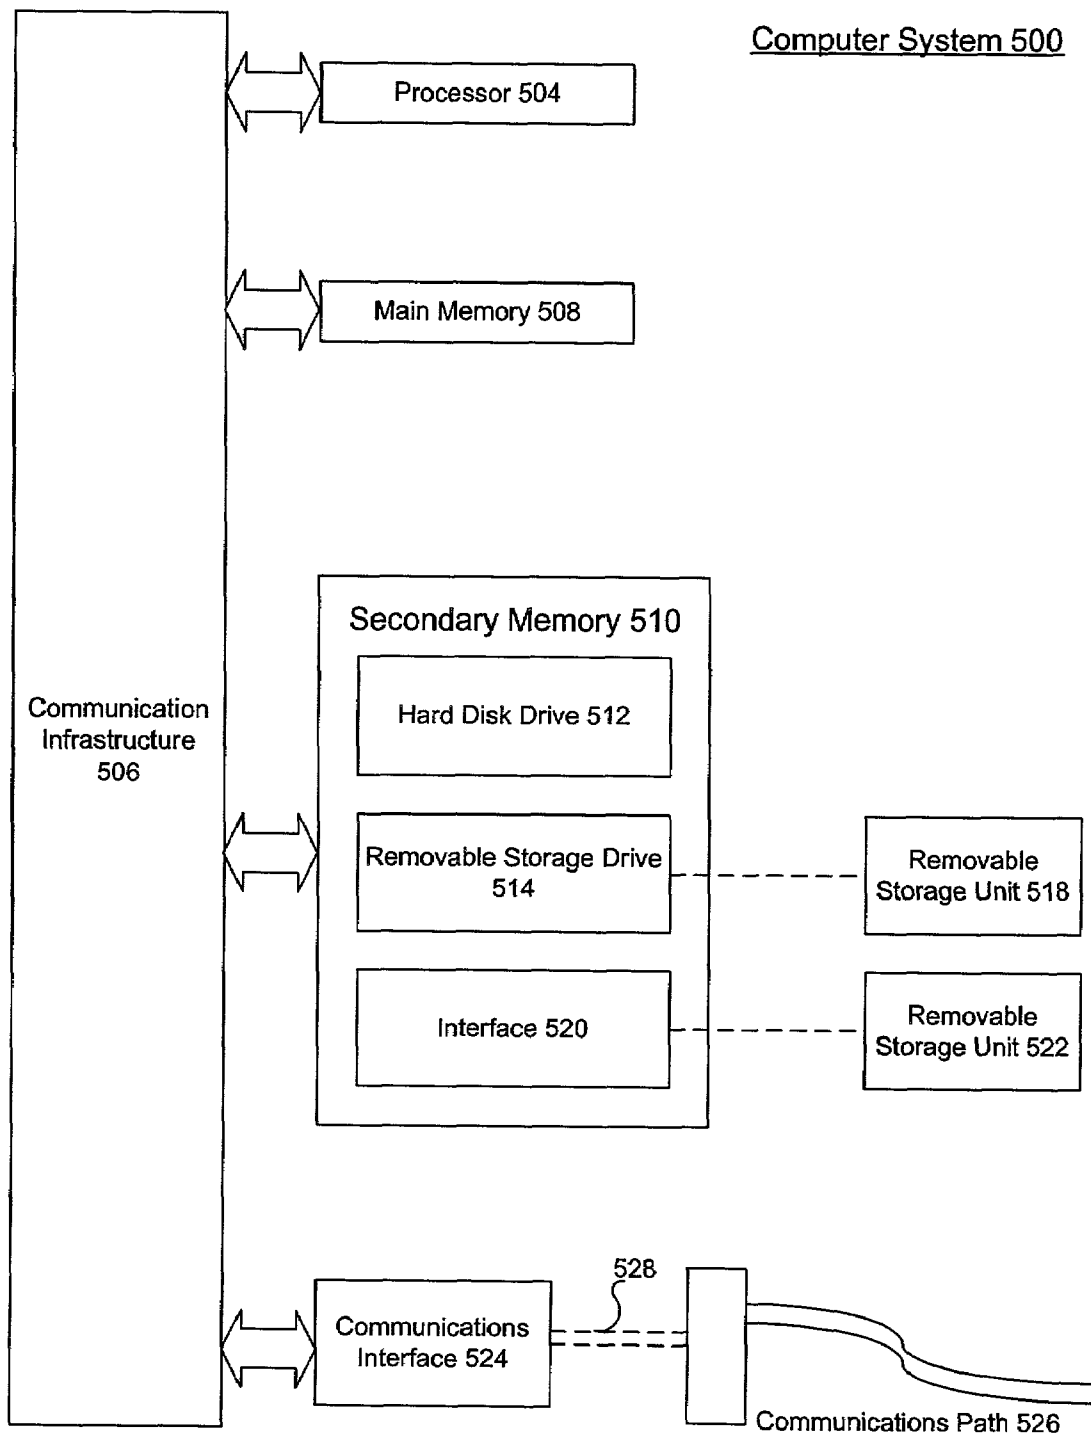 Computer System 500
Processor 504
Main Memory 508
Secondary Memory 510
Hard Disk Drive 512
Communication
Infrastructure
506
Removable Storage Drive
514
Removable
Storage Unit 518
Interface 520
Removable
Storage Unit 522
528
Communications
Interface 524
Communications Path 526